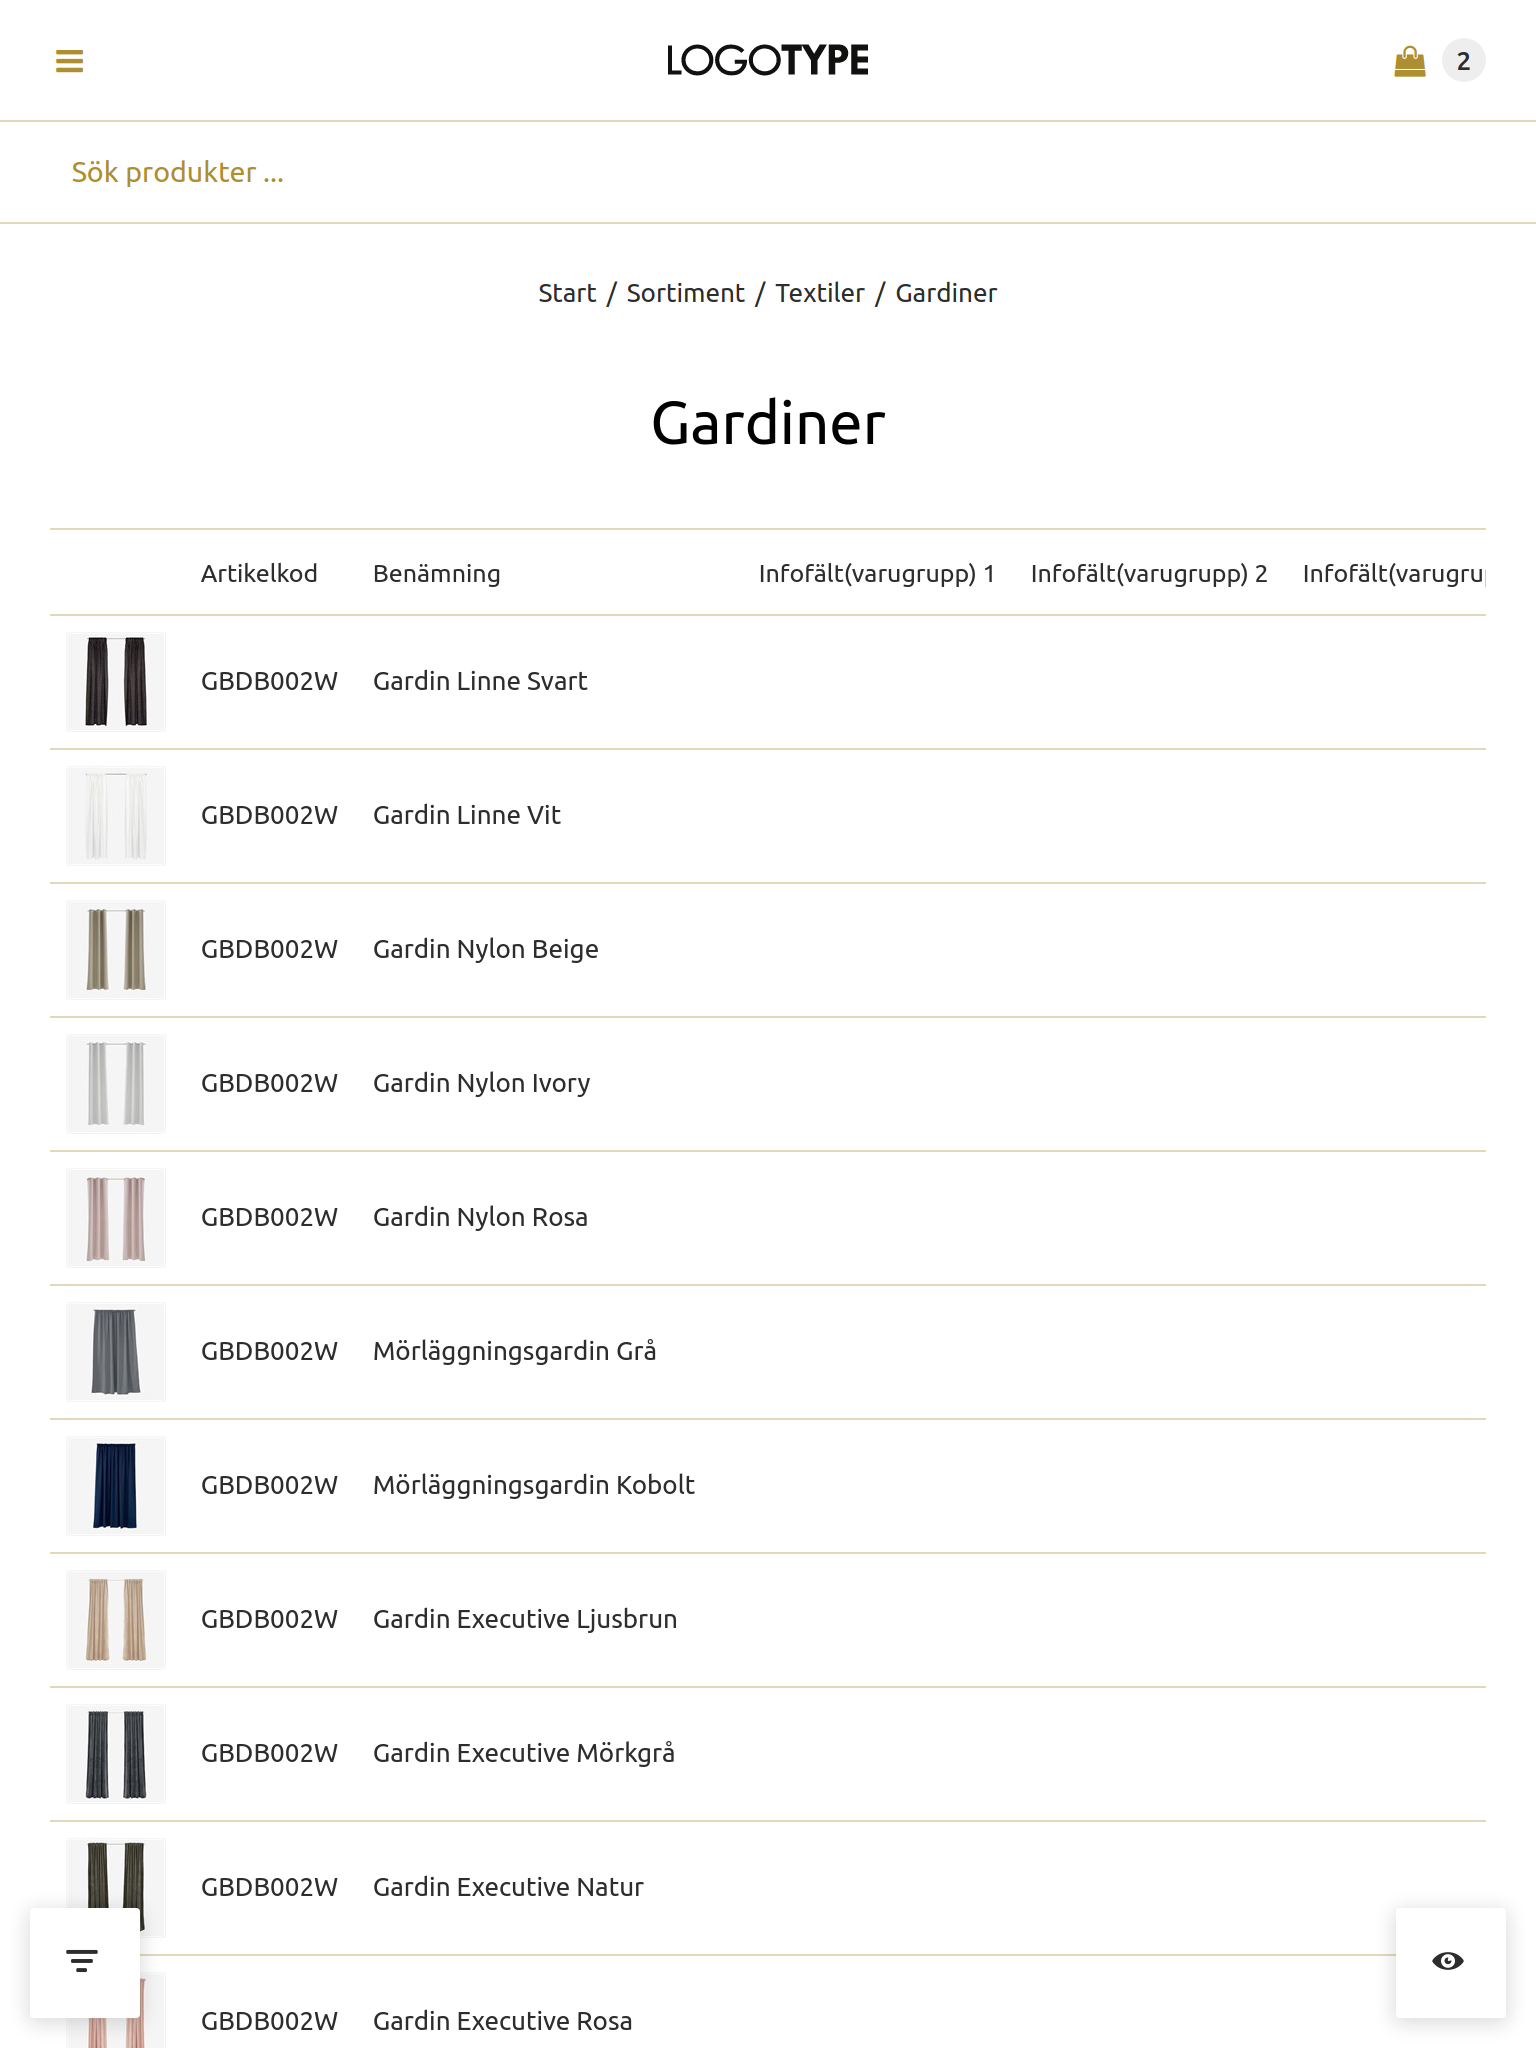 LOGOTYPE
2
Sök produkter ...
Start / Sortiment / Textiler / Gardiner
Gardiner
Artikelkod Benämning Infofält(varugrupp) 1 Infofält(varugrupp) 2 Infofält(varugru
GBDB002W Gardin Linne Svart
GBDB002W Gardin Linne Vit
GBDB002W Gardin Nylon Beige
GBDB002W Gardin Nylon Ivory
GBDB002W Gardin Nylon Rosa
GBDB002W Mörläggningsgardin Grå
GBDB002W Mörläggningsgardin Kobolt
GBDB002W Gardin Executive Ljusbrun
GBDB002W Gardin Executive Mörkgrå
GBDB002W Gardin Executive Natur
GBDB002W Gardin Executive Rosa